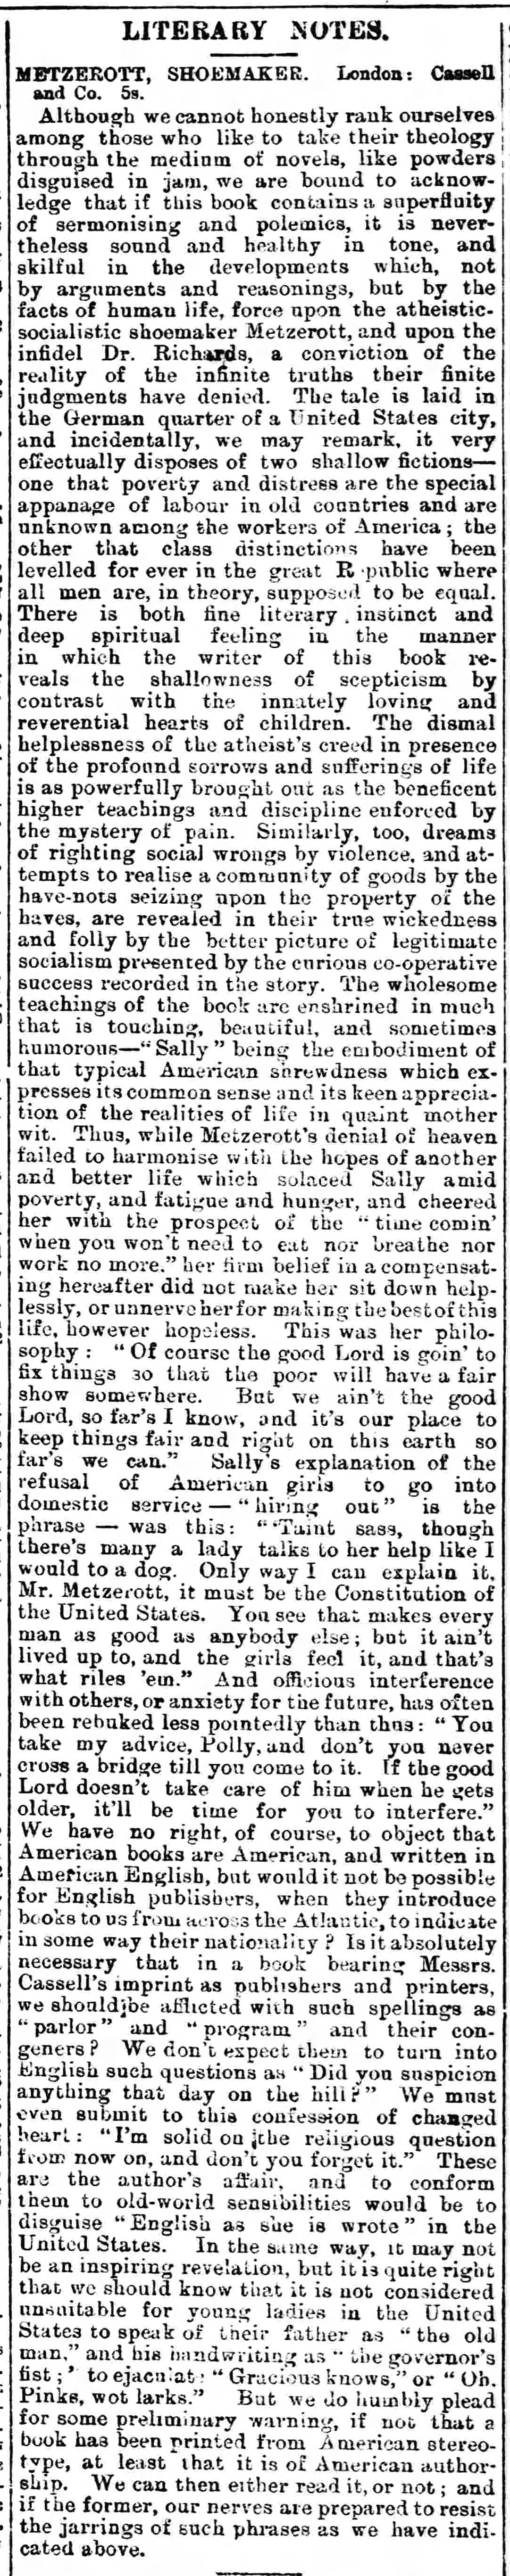 LITERARY NOTES.
METZEROTT, SHOEMAKER. London: Cassell
and Co. 5s.
Although we cannot honestly rank ourselves
among those who like to take their theology
through the medium of novels, like powders
disguised in jam, we are bound to acknow-
ledge that if this book contains a superfluity
of sermonising and polemics, it is never-
theless sound and healthy in tone, and
skilful in the developments which, not
by arguments and reasonings, but by the
facts of human life, force upon the atheistic-
socialistic shoemaker Metzerott, and upon the
infidel Dr. Richards, a conviction of the
reality of the infinite truths their finite
judgments have denied. The tale is laid in
the German quarter of a United States city,
and incidentally, we may remark, it very
effectually disposes of two shallow fictions—
one that poverty and distress are the special
appanage of labour in old countries and are
unknown among the workers of America; the
other that class distinctions have been
levelled for ever in the great R public where
all men are, in theory, supposed to be equal.
There is both fine literary instinct and
deep spiritual feeling in the manner
in which the writer of this book re-
veals the shallowness of scepticism by
contrast with the innately loving and
reverential hearts of children. The dismal
helplessness of the atheist's creed in presence
of the profound sorrows and sufferings of life
is as powerfully brought out as the beneficent
higher teachings and discipline enforced by
the mystery of pain. Similarly, too, dreams
of righting social wrongs by violence, and at-
tempts to realise a community of goods by the
have-nots seizing upon the property of the
haves, are revealed in their true wickedness
and folly by the better picture of legitimate
socialism presented by the curious co-operative
success recorded in the story. The wholesome
teachings of the book are enshrined in much
that is touching, beautiful, and sometimes
humorous—"Sally" being the embodiment of
that typical American shrewdness which ex-
presses its common sense and its keen apprecia-
tion of the realities of life in quaint mother
wit. Thus, while Metzerott's denial of heaven
failed to harmonise with the hopes of another
and better life which solaced Sally amid
poverty, and fatigue and hunger, and cheered
her with the prospect of the "time comin'
when you won't need to eat nor breathe nor
work no more," her firm belief in a compensat-
ing hereafter did not make her sit down help-
lessly, or unnerve her for making the best of this
life, however hopeless. This was her philo-
sophy: "Of course the good Lord is goin' to
fix things so that the poor will have a fair
show somewhere. But we ain't the good
Lord, so far's I know, and it's our place to
keep things fair and right on this earth so
far's we can." Sally's explanation of the
refusal of American girls to go into
domestic service — "hiring out" is the
phrase — was this: "'Taint sass, though
there's many a lady talks to her help like I
would to a dog. Only way I can explain it,
Mr. Metzerott, it must be the Constitution of
the United States. You see that makes every
man as good as anybody else; but it ain't
lived up to, and the girls feel it, and that's
what riles 'em." And officious interference
with others, or anxiety for the future, has often
been rebuked less pointedly than thus: "You
take my advice, Polly, and don't you never
cross a bridge till you come to it. If the good
Lord doesn't take care of him when he gets
older, it'll be time for you to interfere."
We have no right, of course, to object that
American books are American, and written in
American English, but would it not be possible
for English publishers, when they introduce
books to us from across the Atlantic, to indicate
in some way their nationality? Is it absolutely
necessary that in a book bearing Messrs.
Cassell's imprint as publishers and printers,
we should be afflicted with such spellings as
"parlor" and "program" and their con-
geners? We don't expect them to turn into
English such questions as "Did you suspicion
anything that day on the hill?" We must
even submit to this confession of changed
heart: "I'm solid on the religious question
from now on, and don't you forget it." These
are the author's affair, and to conform
them to old-world sensibilities would be to
disguise "English as she is wrote" in the
United States. In the same way, it may not
be an inspiring revelation, but it is quite right
that we should know that it is not considered
unsuitable for young ladies in the United
States to speak of their father as "the old
man," and his handwriting as "the governor's
fist;' to ejaculat: "Gracious knows," or "Oh,
Pinks, wot larks." But we do humbly plead
for some preliminary warning, if not that a
book has been printed from American stereo-
type, at least that it is of American author-
ship. We can then either read it, or not; and
if the former, our nerves are prepared to resist
the jarrings of such phrases as we have indi-
cated above.